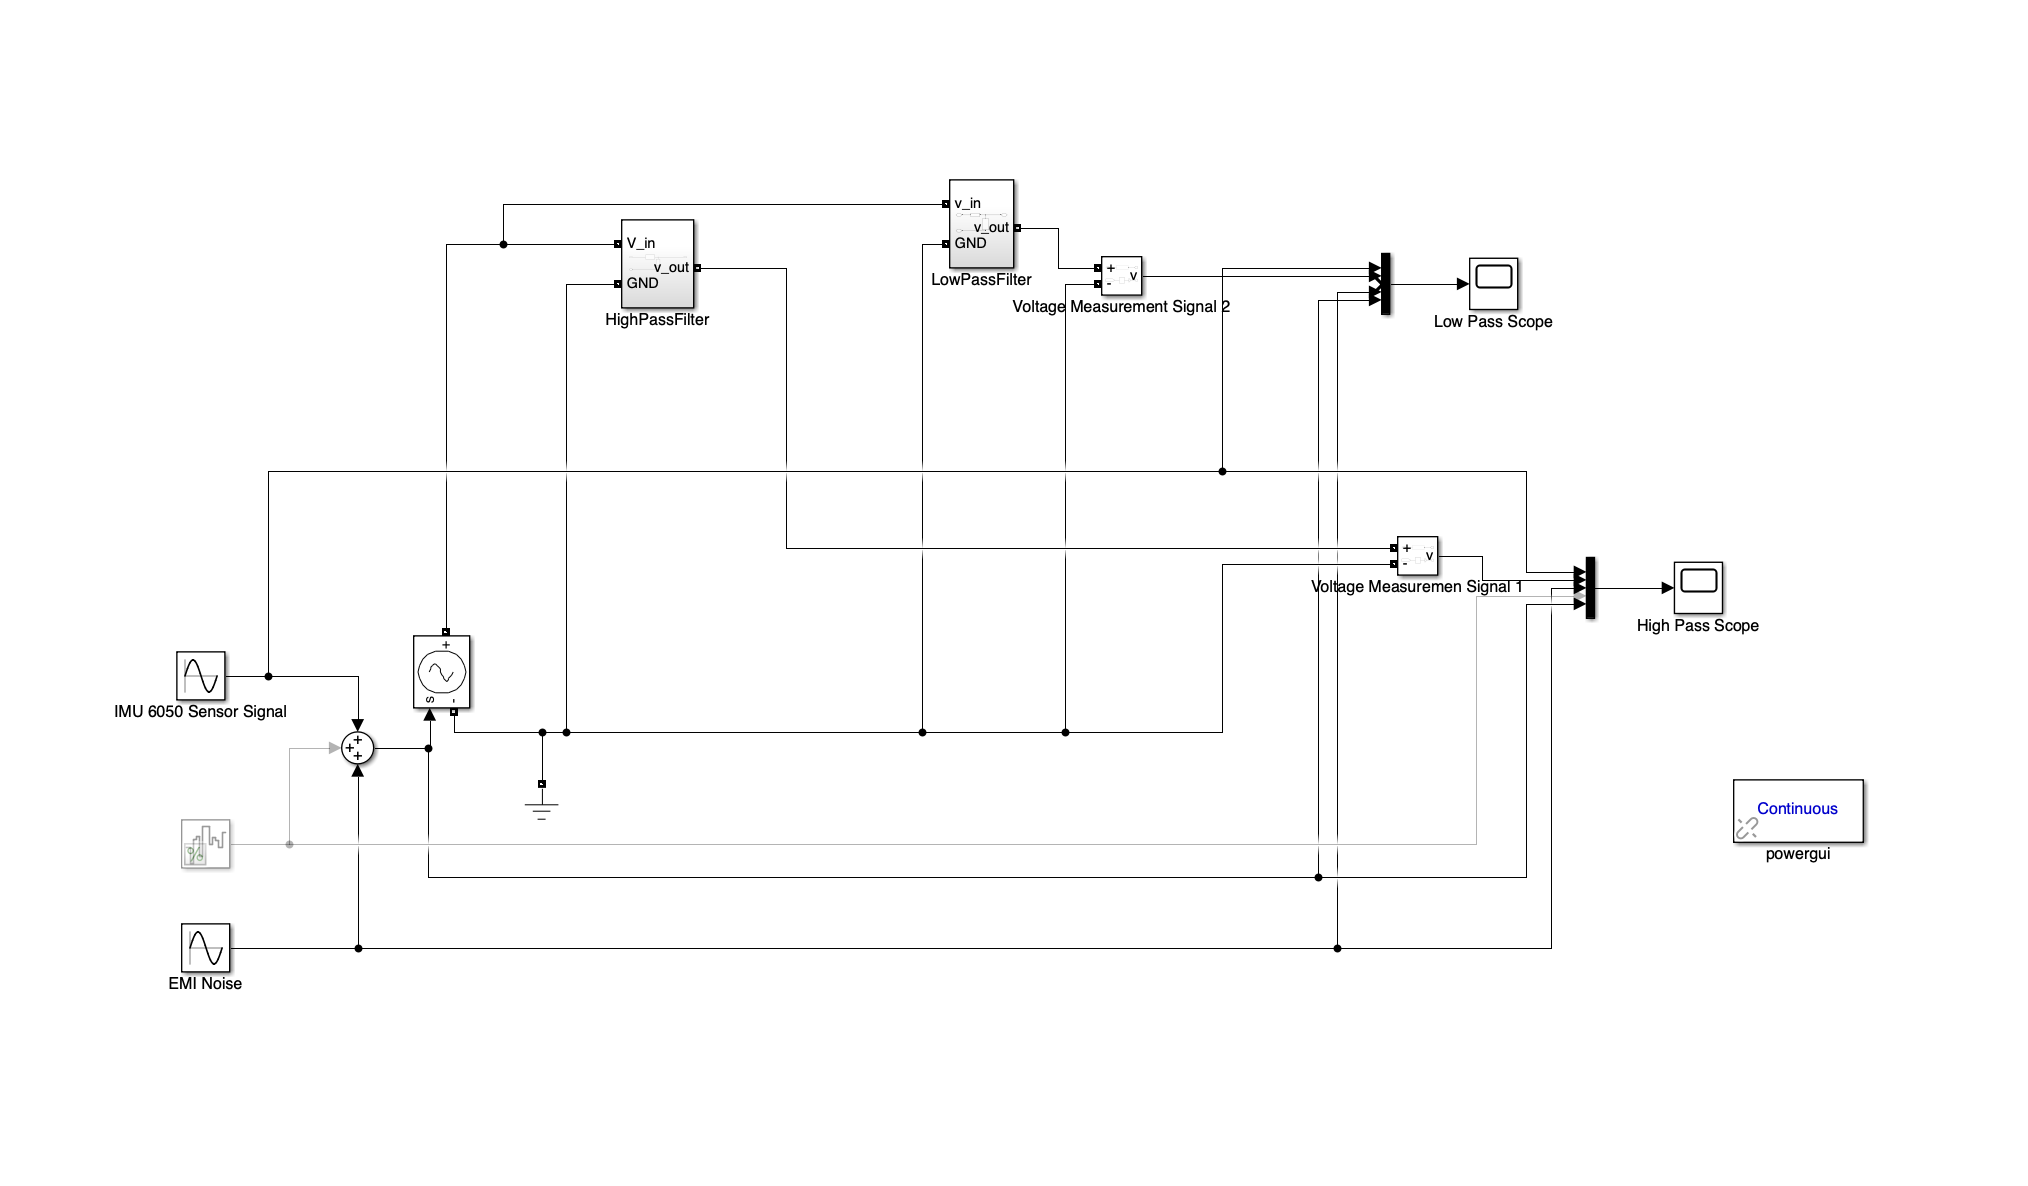 v_in
v_out
GND
LowPassFilter
V_in
v_out
GND
HighPassFilter
+
-
v
Voltage Measurement Signal 2
Low Pass Scope
+
-
v
Voltage Measuremen Signal 1
High Pass Scope
+
s
-
IMU 6050 Sensor Signal
+
+
+
Continuous
powergui
EMI Noise